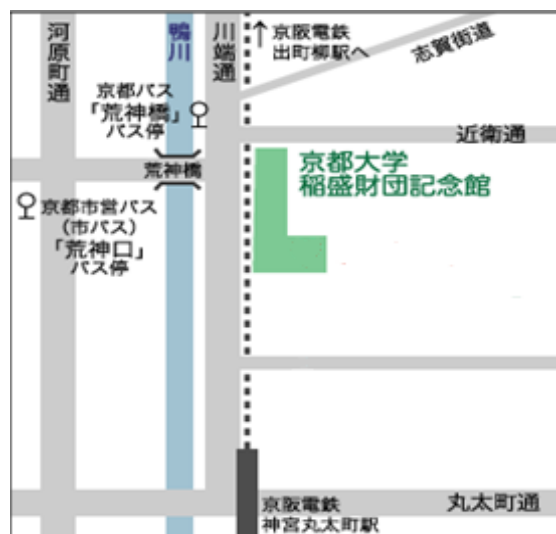 河原町通
鴨川
川端通
↑京阪電鉄
出町柳駅へ
志賀街道
京都バス
「荒神橋」
バス停
近衛通
荒神橋
京都大学
稲盛財団記念館
京都市営バス
(市バス)
「荒神口」
バス停
丸太町通
京阪電鉄
神宮丸太町駅